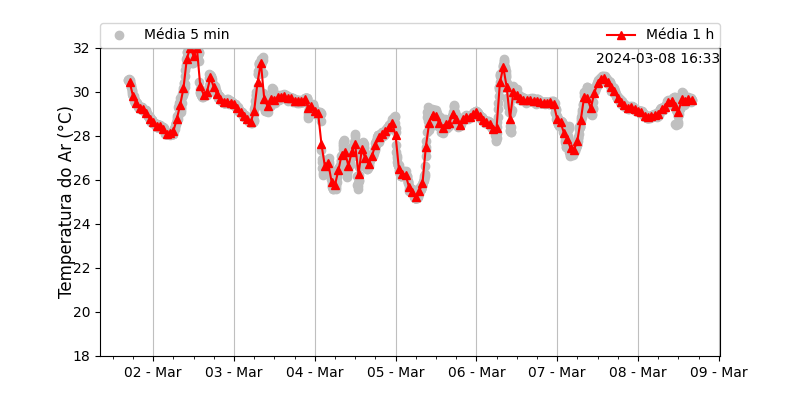 Média 5 min
Média 1 h
2024-03-08 16:33
Temperatura do Ar (°C)
32
30
28
26
24
22
20
18
02 - Mar
03 - Mar
04 - Mar
05 - Mar
06 - Mar
07 - Mar
08 - Mar
09 - Mar